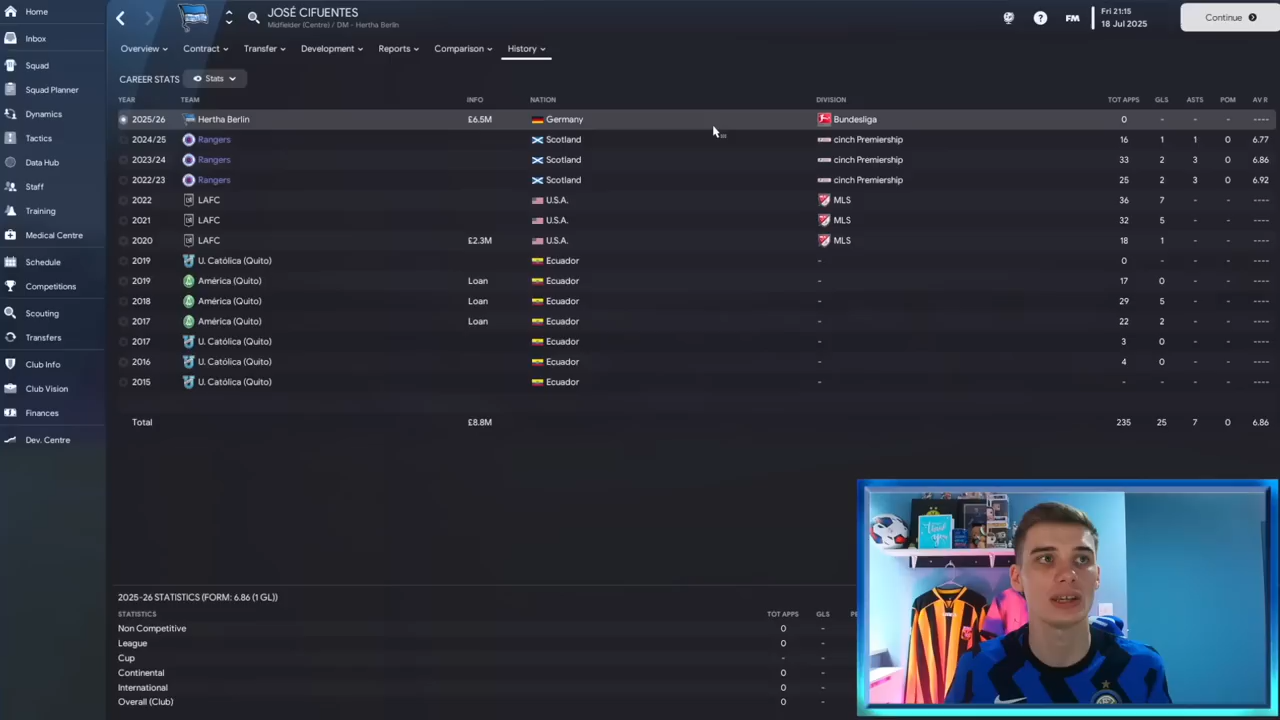 Home
Inbox
Squad
Squad Planner
Dynamics
Tactics
Data Hub
Staff
Training
Medical Centre
Schedule
Competitions
Scouting
Transfers
Club Info
Club Vision
Finances
Dev. Centre
JOSÉ CIFUENTES
Midfielder (Centre) / DM - Hertha Berlin
FM
Fri 21:15
18 Jul 2025
Continue
Overview Contract Transfer Development Reports Comparison History
CAREER STATS Stats
YEAR TEAM INFO NATION DIVISION TOT APPS GLS ASTS POM AV R
2025/26 Hertha Berlin £6.5M Germany Bundesliga 0 - - - ----
2024/25 Rangers Scotland cinch Premiership 16 1 1 0 6.77
2023/24 Rangers Scotland cinch Premiership 33 2 3 0 6.86
2022/23 Rangers Scotland cinch Premiership 25 2 3 0 6.92
2022 LAFC U.S.A. MLS 36 7 - - ----
2021 LAFC U.S.A. MLS 32 5 - - ----
2020 LAFC £2.3M U.S.A. MLS 18 1 - - ----
2019 U. Católica (Quito) Ecuador - 0 - - - ----
2019 América (Quito) Loan Ecuador - 17 0 - - ----
2018 América (Quito) Loan Ecuador - 29 5 - - ----
2017 América (Quito) Loan Ecuador - 22 2 - - ----
2017 U. Católica (Quito) Ecuador - 3 0 - - ----
2016 U. Católica (Quito) Ecuador - 4 0 - - ----
2015 U. Católica (Quito) Ecuador - - - - - ----
Total £8.8M 235 25 7 0 6.86
2025-26 STATISTICS (FORM: 6.86 (1 GL))
STATISTICS TOT APPS GLS
Non Competitive 0 -
League 0 -
Cup - -
Continental 0 -
International 0 -
Overall (Club) 0 -